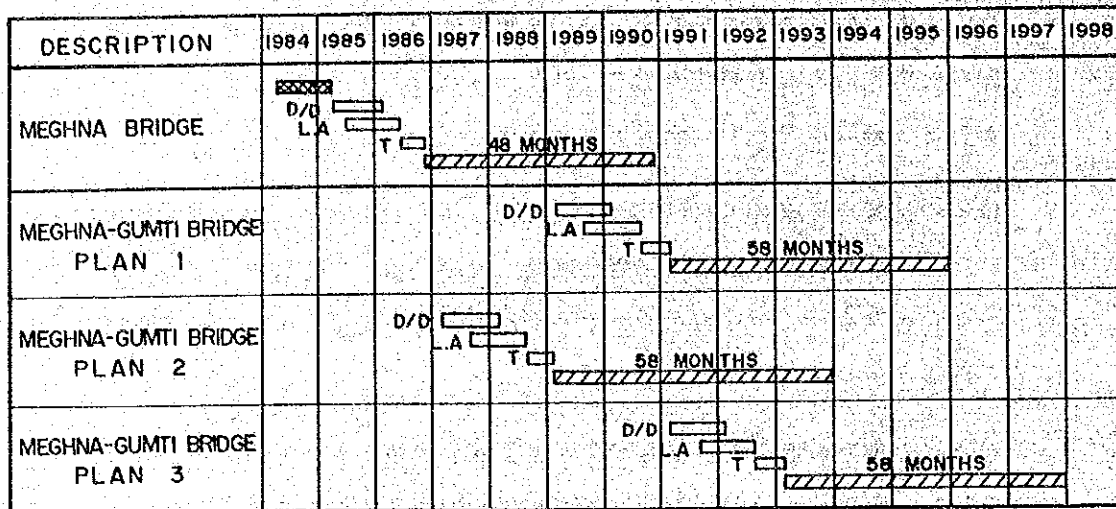 DESCRIPTION 1984 1985 1986 1987 1988 1989 1990 1991 1992 1993 1994 1995 1996 1997 1998
MEGHNA BRIDGE
D/D
L.A
T
48 MONTHS
MEGHNA-GUMTI BRIDGE
PLAN 1
D/D
L.A
T
58 MONTHS
MEGHNA-GUMTI BRIDGE
PLAN 2
D/D
L.A
T
58 MONTHS
MEGHNA-GUMTI BRIDGE
PLAN 3
D/D
L.A
T
58 MONTHS